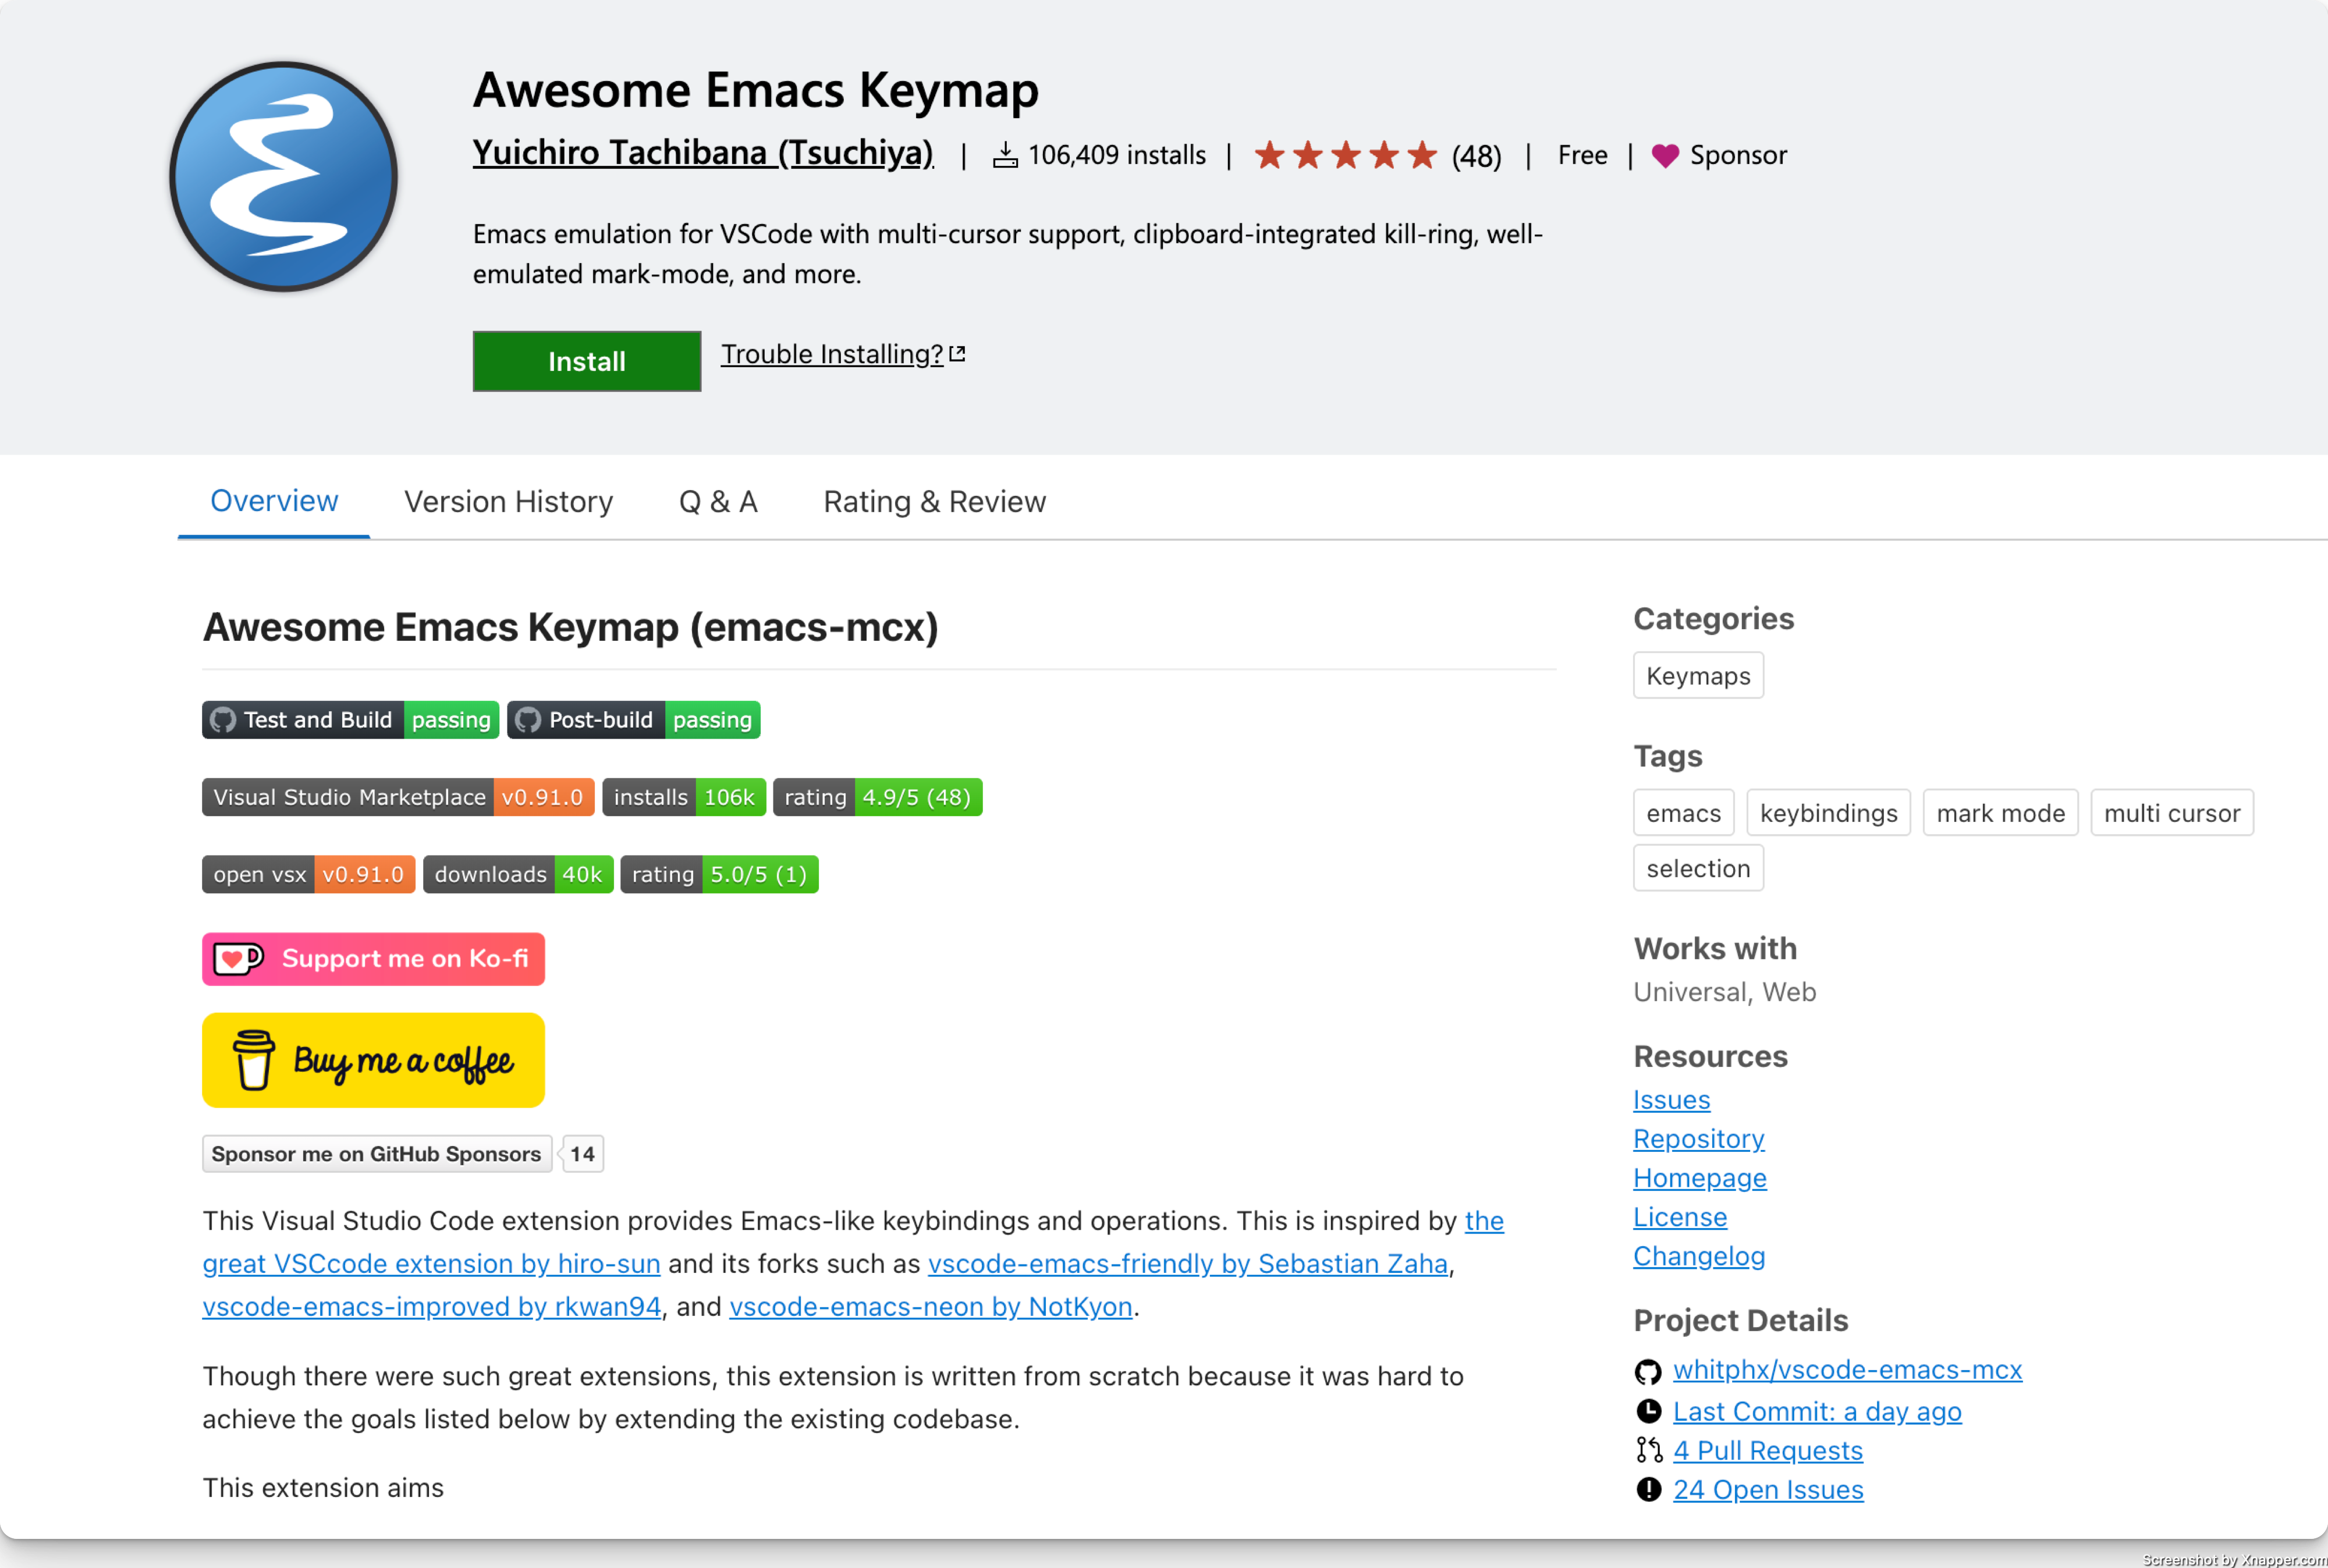 Awesome Emacs Keymap
Yuichiro Tachibana (Tsuchiya) | 106,409 installs | (48) | Free | Sponsor
Emacs emulation for VSCode with multi-cursor support, clipboard-integrated kill-ring, well-
emulated mark-mode, and more.
Install
Trouble Installing?
Overview
Version History
Q & A
Rating & Review
Awesome Emacs Keymap (emacs-mcx)
Test and Build passing Post-build passing
Visual Studio Marketplace v0.91.0 installs 106k rating 4.9/5 (48)
open vsx v0.91.0 downloads 40k rating 5.0/5 (1)
Support me on Ko-fi
Buy me a coffee
Sponsor me on GitHub Sponsors 14
This Visual Studio Code extension provides Emacs-like keybindings and operations. This is inspired by the
great VSCcode extension by hiro-sun and its forks such as vscode-emacs-friendly by Sebastian Zaha,
vscode-emacs-improved by rkwan94, and vscode-emacs-neon by NotKyon.
Though there were such great extensions, this extension is written from scratch because it was hard to
achieve the goals listed below by extending the existing codebase.
This extension aims
Categories
Keymaps
Tags
emacs keybindings mark mode multi cursor
selection
Works with
Universal, Web
Resources
Issues
Repository
Homepage
License
Changelog
Project Details
whitphx/vscode-emacs-mcx
Last Commit: a day ago
4 Pull Requests
24 Open Issues
Screenshot by Xnapper.com